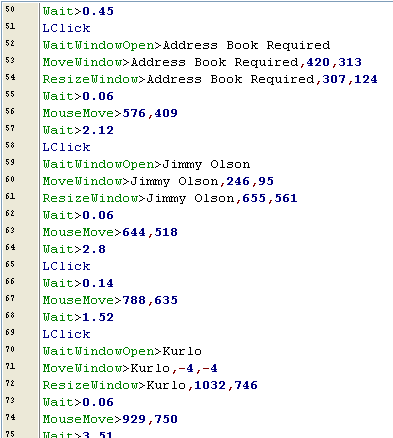 50 Wait>0.45
51 LClick
52 WaitWindowOpen>Address Book Required
53 MoveWindow>Address Book Required,420,313
54 ResizeWindow>Address Book Required,307,124
55 Wait>0.06
56 MouseMove>576,409
57 Wait>2.12
58 LClick
59 WaitWindowOpen>Jimmy Olson
60 MoveWindow>Jimmy Olson,246,95
61 ResizeWindow>Jimmy Olson,655,561
62 Wait>0.06
63 MouseMove>644,518
64 Wait>2.8
65 LClick
66 Wait>0.14
67 MouseMove>788,635
68 Wait>1.52
69 LClick
70 WaitWindowOpen>Kurlo
71 MoveWindow>Kurlo,-4,-4
72 ResizeWindow>Kurlo,1032,746
73 Wait>0.06
74 MouseMove>929,750
75 Wait>3.51